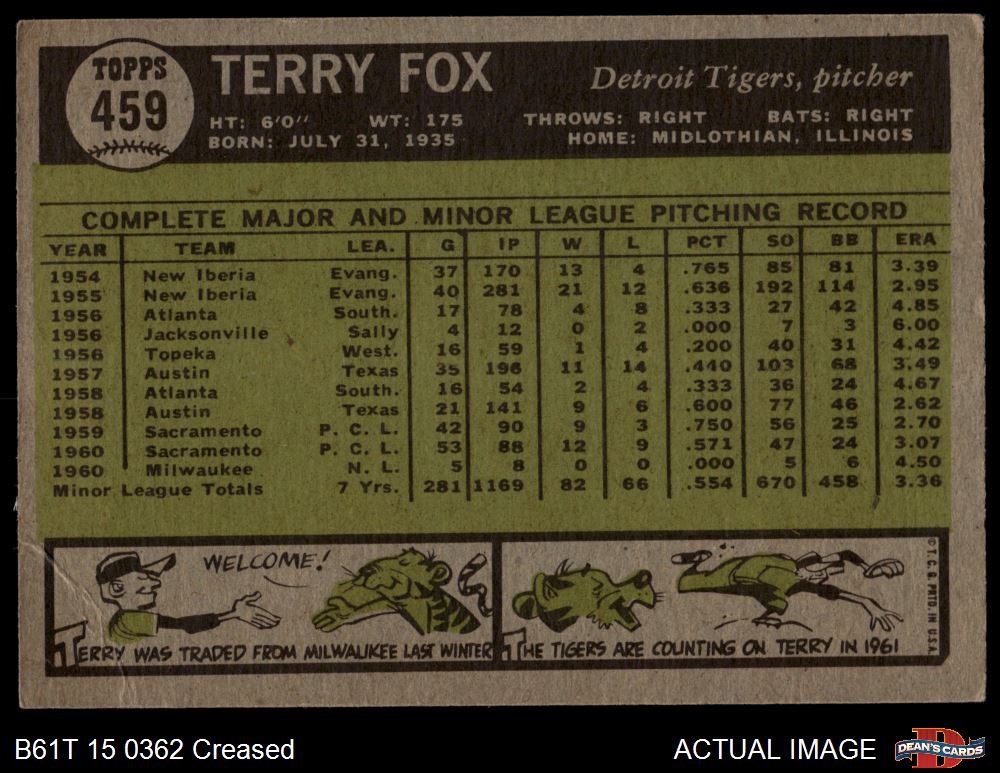 TOPPS
459
TERRY FOX
Detroit Tigers, pitcher
HT: 6'0" WT: 175 THROWS: RIGHT BATS: RIGHT
BORN: JULY 31, 1935 HOME: MIDLOTHIAN, ILLINOIS
COMPLETE MAJOR AND MINOR LEAGUE PITCHING RECORD
YEAR TEAM LEA. G IP W L PCT SO BB ERA
1954 New Iberia Evang. 37 170 13 4 .765 85 81 3.39
1955 New Iberia Evang. 40 281 21 12 .636 192 114 2.95
1956 Atlanta South. 17 78 4 8 .333 27 42 4.85
1956 Jacksonville Sally 4 12 0 2 .000 7 3 6.00
1956 Topeka West. 16 59 1 4 .200 40 31 4.42
1957 Austin Texas 35 196 11 14 .440 103 68 3.49
1958 Atlanta South. 16 54 2 4 .333 36 24 4.67
1958 Austin Texas 21 141 9 6 .600 77 46 2.62
1959 Sacramento P. C. L. 42 90 9 3 .750 56 25 2.70
1960 Sacramento P. C. L. 53 88 12 9 .571 47 24 3.07
1960 Milwaukee N. L. 5 8 0 0 .000 5 6 4.50
Minor League Totals 7 Yrs. 281 1169 82 66 .554 670 458 3.36
WELCOME!
TERRY WAS TRADED FROM MILWAUKEE LAST WINTER
THE TIGERS ARE COUNTING ON TERRY IN 1961
© T. C. G. PRTD. IN U.S.A.
B61T 15 0362 Creased
ACTUAL IMAGE
DEAN'S CARDS